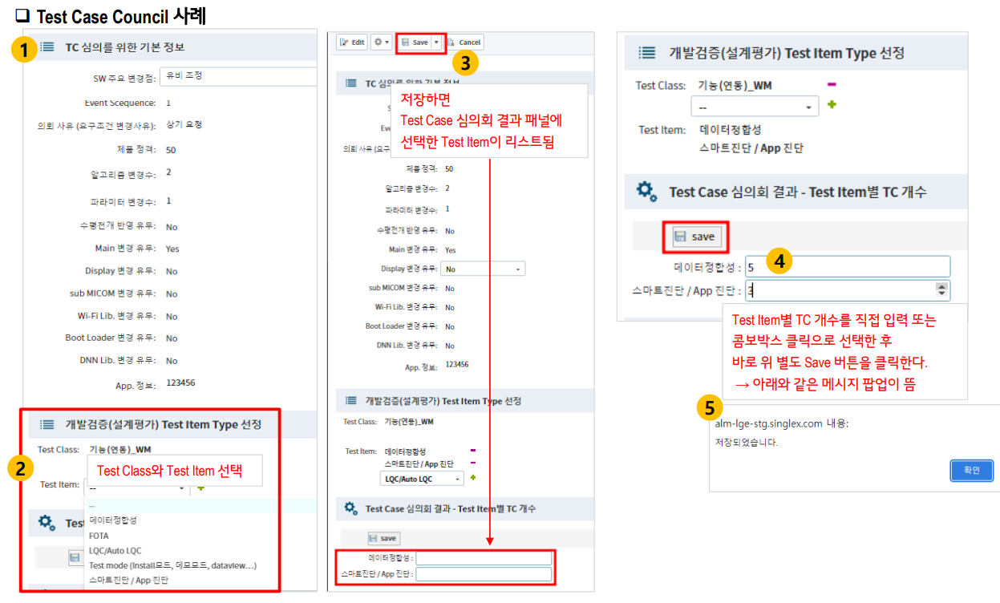 ❑ Test Case Council 사례
1
TC 심의를 위한 기본 정보
SW 주요 변경점: 유비 조정
Event Scequence: 1
의뢰 사유 (요구조건 변경사유): 상기 요청
제품 정격: 50
알고리즘 변경수: 2
파라미터 변경수: 1
수평전개 반영 유무: No
Main 변경 유무: Yes
Display 변경 유무: No
sub MICOM 변경 유무: No
Wi-Fi Lib. 변경 유무: No
Boot Loader 변경 유무: No
DNN Lib. 변경 유무: No
App. 정보: 123456
2
개발검증(설계평가) Test Item Type 선정
Test Class: 기능(연동)_WM
Test Class와 Test Item 선택
Test Item: --
--
데이터정합성
FOTA
LQC/Auto LQC
Test mode (Install모드, 데모모드, dataview...)
스마트진단 / App 진단
Edit Save Cancel
3
TC 심의를 위한 기본 정보
저장하면
Test Case 심의회 결과 패널에
선택한 Test Item이 리스트됨
제품 정격: 50
알고리즘 변경수: 2
파라미터 변경수: 1
수평전개 반영 유무: No
Main 변경 유무: Yes
Display 변경 유무: No
sub MICOM 변경 유무: No
Wi-Fi Lib. 변경 유무: No
Boot Loader 변경 유무: No
DNN Lib. 변경 유무: No
App. 정보: 123456
개발검증(설계평가) Test Item Type 선정
Test Class: 기능(연동)_WM
Test Item: 데이터정합성
스마트진단 / App 진단
LQC/Auto LQC
Test Case 심의회 결과 - Test Item별 TC 개수
save
데이터정합성 :
스마트진단 / App 진단 :
개발검증(설계평가) Test Item Type 선정
Test Class: 기능(연동)_WM
--
Test Item: 데이터정합성
스마트진단 / App 진단
Test Case 심의회 결과 - Test Item별 TC 개수
save
4
데이터정합성 : 5
스마트진단 / App 진단 : 3
Test Item별 TC 개수를 직접 입력 또는
콤보박스 클릭으로 선택한 후
바로 위 별도 Save 버튼을 클릭한다.
→ 아래와 같은 메시지 팝업이 뜸
5
alm-lge-stg.singlex.com 내용:
저장되었습니다.
확인